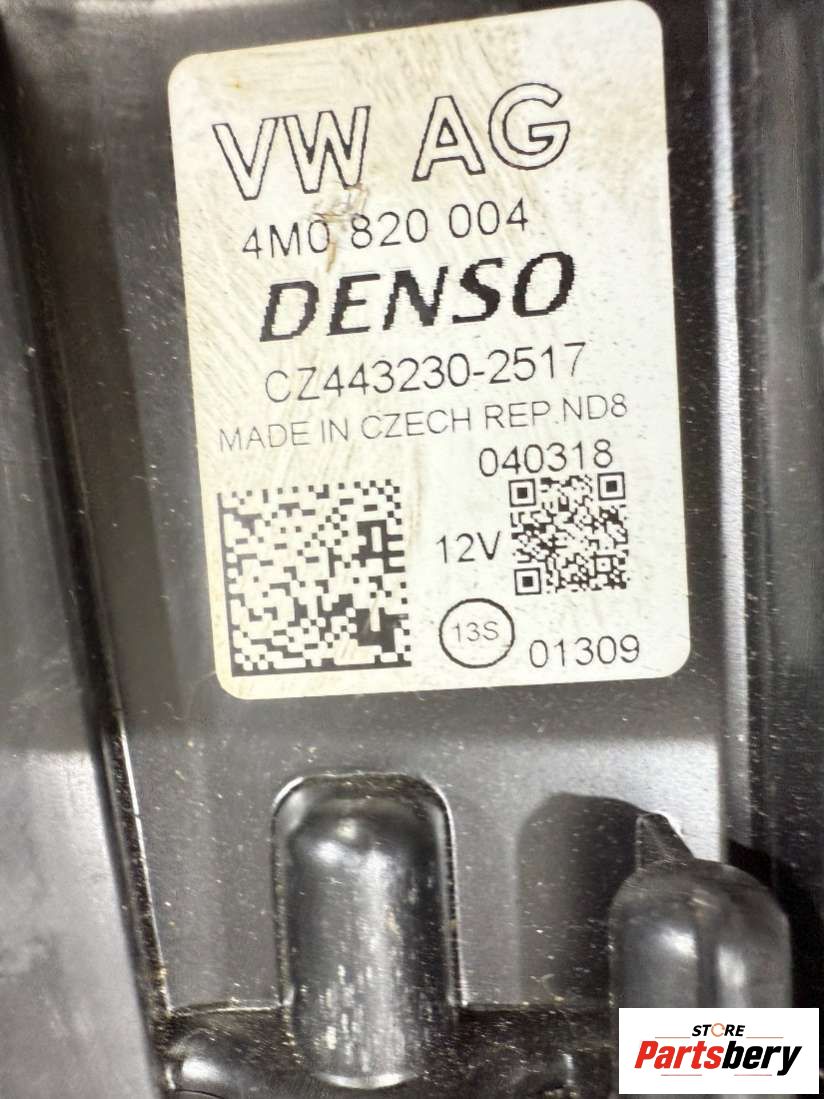 VW AG
4M0 820 004
DENSO
CZ443230-2517
MADE IN CZECH REP.ND8
040318
12V
13S
01309
STORE
Partsbery